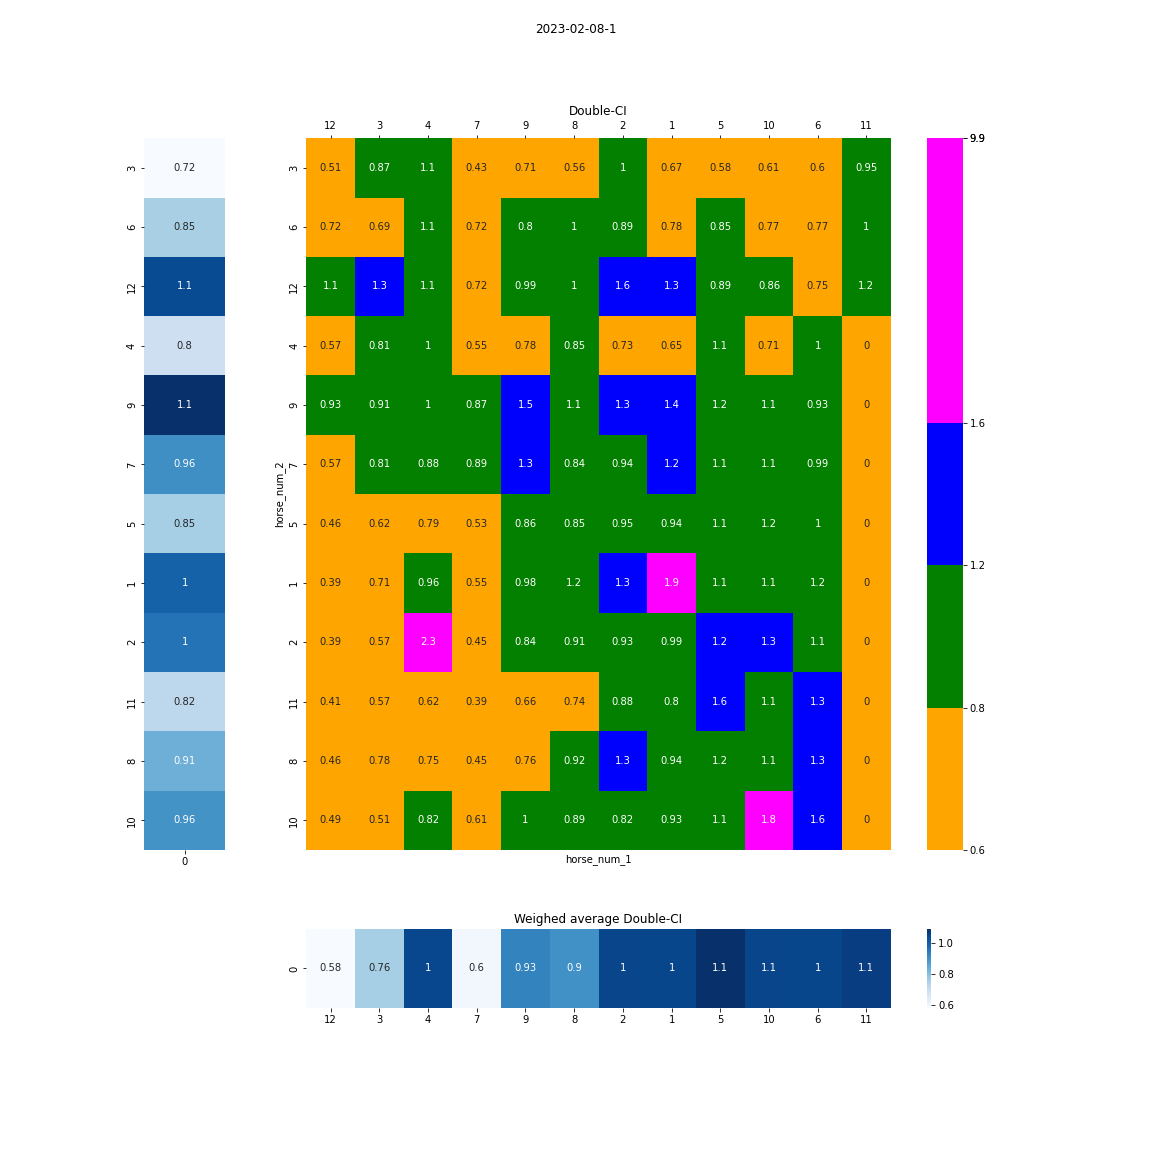 2023-02-08-1
Double-CI
12 3 4 7 9 8 2 1 5 10 6 11
3 0.72 3 0.51 0.87 1.1 0.43 0.71 0.56 1 0.67 0.58 0.61 0.6 0.95 9.9
6 0.85 6 0.72 0.69 1.1 0.72 0.8 1 0.89 0.78 0.85 0.77 0.77 1
12 1.1 12 1.1 1.3 1.1 0.72 0.99 1 1.6 1.3 0.89 0.86 0.75 1.2
4 0.8 4 0.57 0.81 1 0.55 0.78 0.85 0.73 0.65 1.1 0.71 1 0
9 1.1 9 0.93 0.91 1 0.87 1.5 1.1 1.3 1.4 1.2 1.1 0.93 0 1.6
7 0.96 7 0.57 0.81 0.88 0.89 1.3 0.84 0.94 1.2 1.1 1.1 0.99 0
horse_num_2
5 0.85 5 0.46 0.62 0.79 0.53 0.86 0.85 0.95 0.94 1.1 1.2 1 0
1 1 1 0.39 0.71 0.96 0.55 0.98 1.2 1.3 1.9 1.1 1.1 1.2 0 1.2
2 1 2 0.39 0.57 2.3 0.45 0.84 0.91 0.93 0.99 1.2 1.3 1.1 0
11 0.82 11 0.41 0.57 0.62 0.39 0.66 0.74 0.88 0.8 1.6 1.1 1.3 0 0.8
8 0.91 8 0.46 0.78 0.75 0.45 0.76 0.92 1.3 0.94 1.2 1.1 1.3 0
10 0.96 10 0.49 0.51 0.82 0.61 1 0.89 0.82 0.93 1.1 1.8 1.6 0 0.6
0 horse_num_1
Weighed average Double-CI
0 0.58 0.76 1 0.6 0.93 0.9 1 1 1.1 1.1 1 1.1
12 3 4 7 9 8 2 1 5 10 6 11
1.0
0.8
0.6